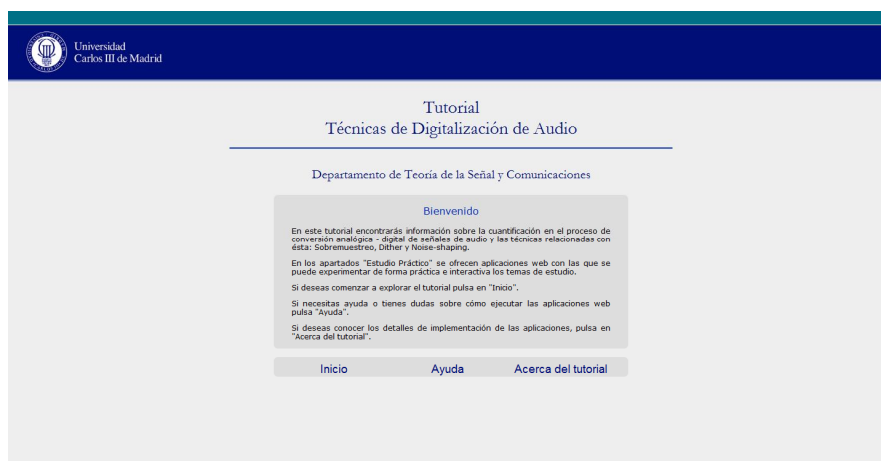 Universidad
Carlos III de Madrid
Tutorial
Técnicas de Digitalización de Audio
Departamento de Teoría de la Señal y Comunicaciones
Bienvenido
En este tutorial encontrarás información sobre la cuantificación en el proceso de
conversión analógica - digital de señales de audio y las técnicas relacionadas con
ésta: Sobremuestreo, Dither y Noise-shaping.
En los apartados "Estudio Práctico" se ofrecen aplicaciones web con las que se
puede experimentar de forma práctica e interactiva los temas de estudio.
Si deseas comenzar a explorar el tutorial pulsa en "Inicio".
Si necesitas ayuda o tienes dudas sobre cómo ejecutar las aplicaciones web
pulsa "Ayuda".
Si deseas conocer los detalles de implementación de las aplicaciones, pulsa en
"Acerca del tutorial".
Inicio Ayuda Acerca del tutorial